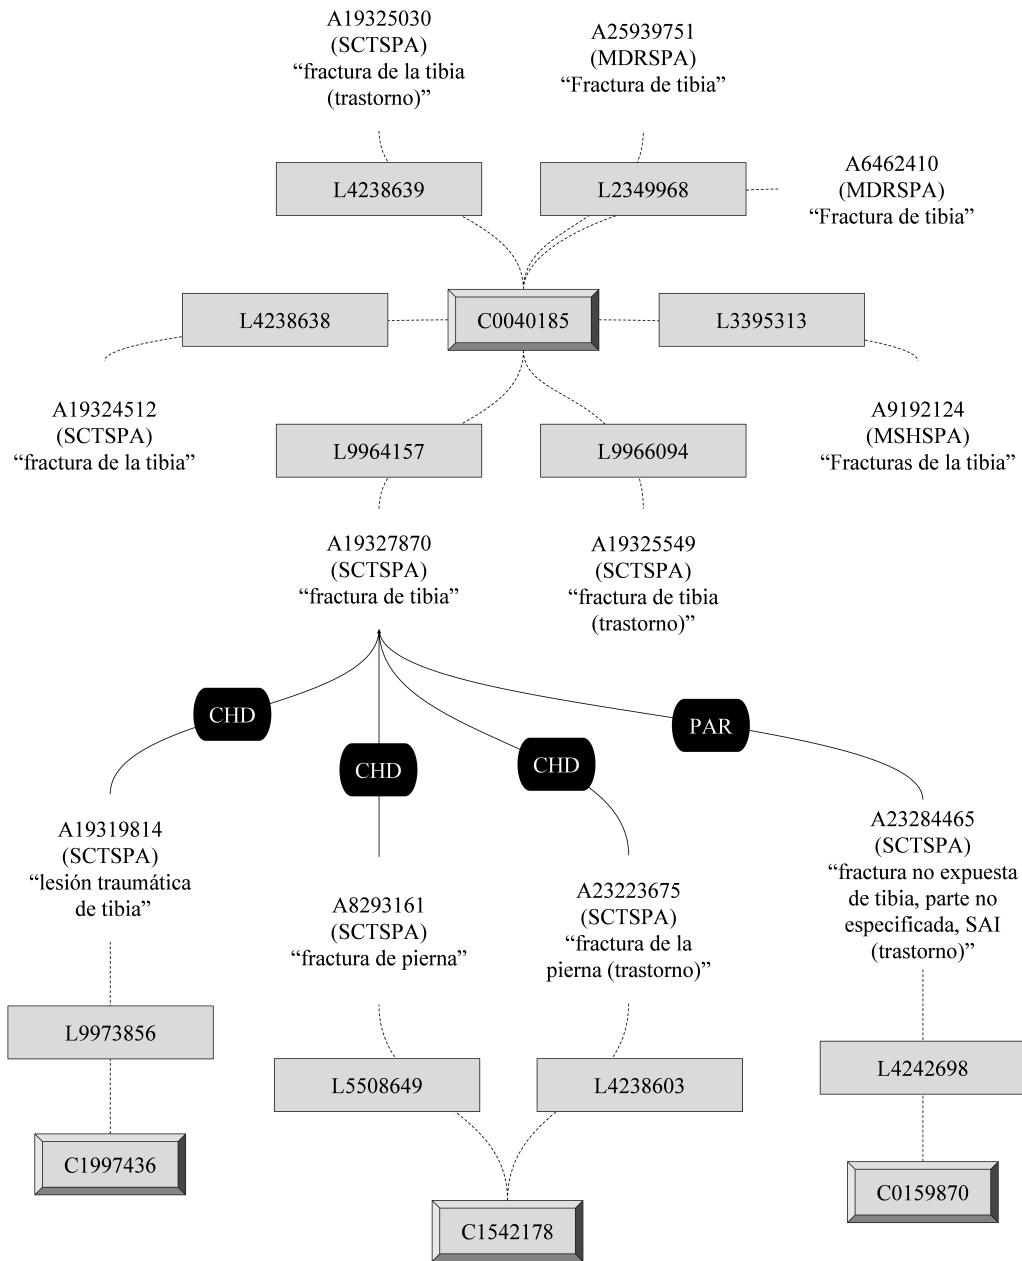 A19325030
(SCTSPA)
“fractura de la tibia
(trastorno)”
A25939751
(MDRSPA)
“Fractura de tibia”
L4238639
L2349968
A6462410
(MDRSPA)
“Fractura de tibia”
L4238638
C0040185
L3395313
A19324512
(SCTSPA)
“fractura de la tibia”
A9192124
(MSHSPA)
“Fracturas de la tibia”
L9964157
L9966094
A19327870
(SCTSPA)
“fractura de tibia”
A19325549
(SCTSPA)
“fractura de tibia
(trastorno)”
CHD
CHD
CHD
PAR
A19319814
(SCTSPA)
“lesión traumática
de tibia”
A8293161
(SCTSPA)
“fractura de pierna”
A23223675
(SCTSPA)
“fractura de la
pierna (trastorno)”
A23284465
(SCTSPA)
“fractura no expuesta
de tibia, parte no
especificada, SAI
(trastorno)”
L9973856
L5508649
L4238603
L4242698
C1997436
C1542178
C0159870